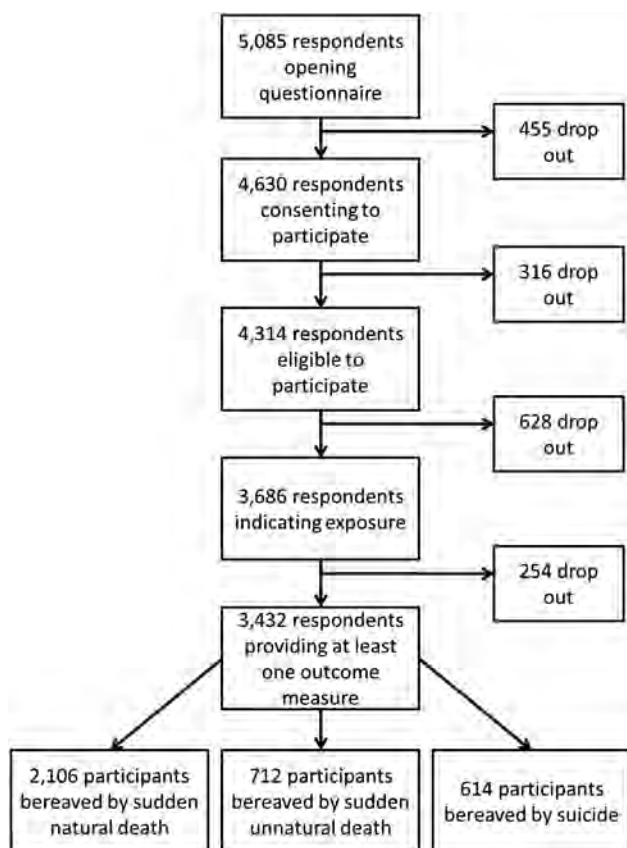 5,085 respondents
opening
questionnaire
455 drop
out
4,630 respondents
consenting to
participate
316 drop
out
4,314 respondents
eligible to
participate
628 drop
out
3,686 respondents
indicating exposure
254 drop
out
3,432 respondents
providing at least
one outcome
measure
2,106 participants
bereaved by sudden
natural death
712 participants
bereaved by sudden
unnatural death
614 participants
bereaved by suicide